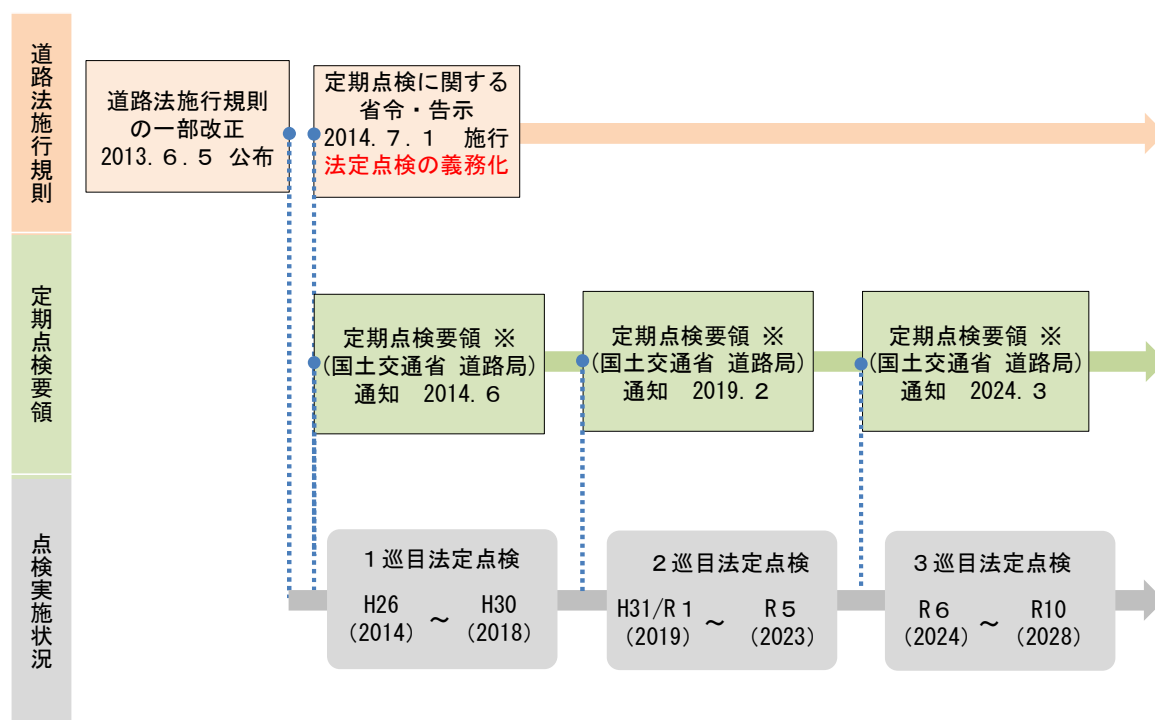 道路法施行規則
道路法施行規則
の一部改正
2013.６.５ 公布
定期点検に関する
省令・告示
2014.７.１　施行
法定点検の義務化
定期点検要領
定期点検要領 ※
(国土交通省 道路局)
通知　2014.６
定期点検要領 ※
(国土交通省 道路局)
通知　2019.２
定期点検要領 ※
(国土交通省 道路局)
通知　2024.３
点検実施状況
１巡目法定点検
H26 ～ H30
(2014) (2018)
２巡目法定点検
H31/R１ ～ R５
(2019) (2023)
３巡目法定点検
R６ ～ R10
(2024) (2028)